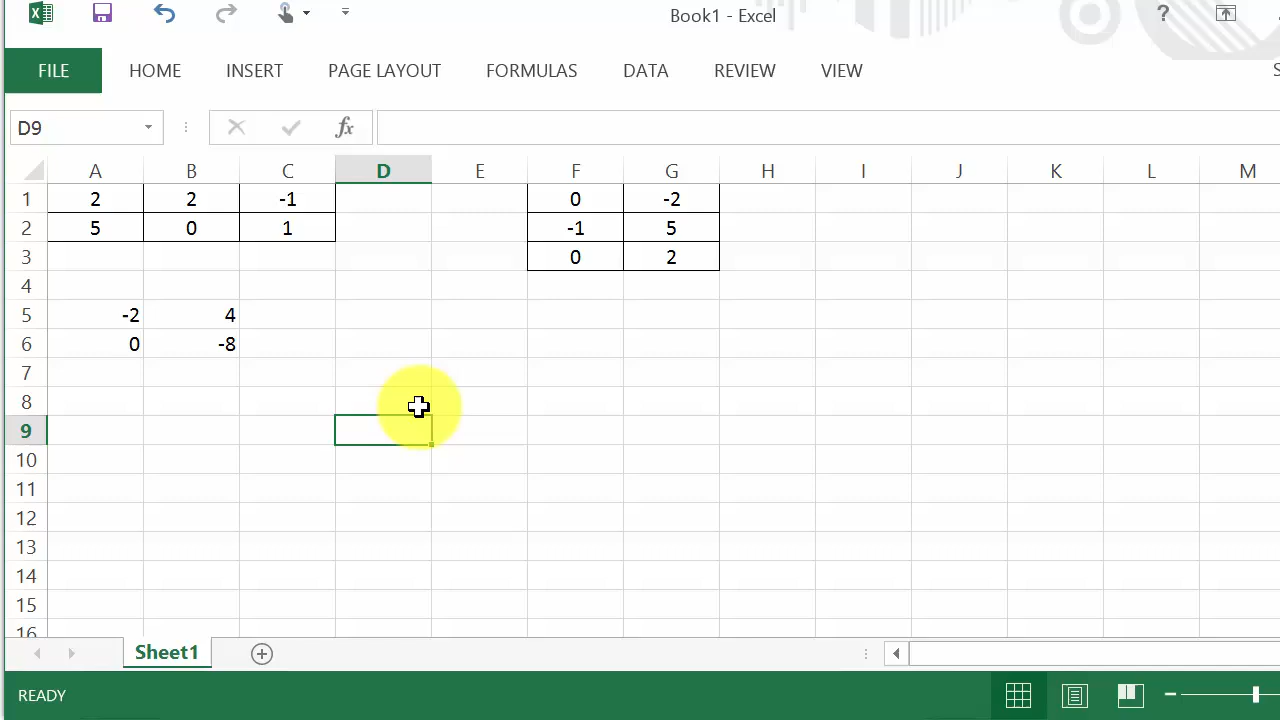 Book1 - Excel
?
FILE HOME INSERT PAGE LAYOUT FORMULAS DATA REVIEW VIEW S
D9 fx
A B C D E F G H I J K L M
1 2 2 -1 0 -2
2 5 0 1 -1 5
3 0 2
4
5 -2 4
6 0 -8
7
8
9
10
11
12
13
14
15
16
Sheet1
READY